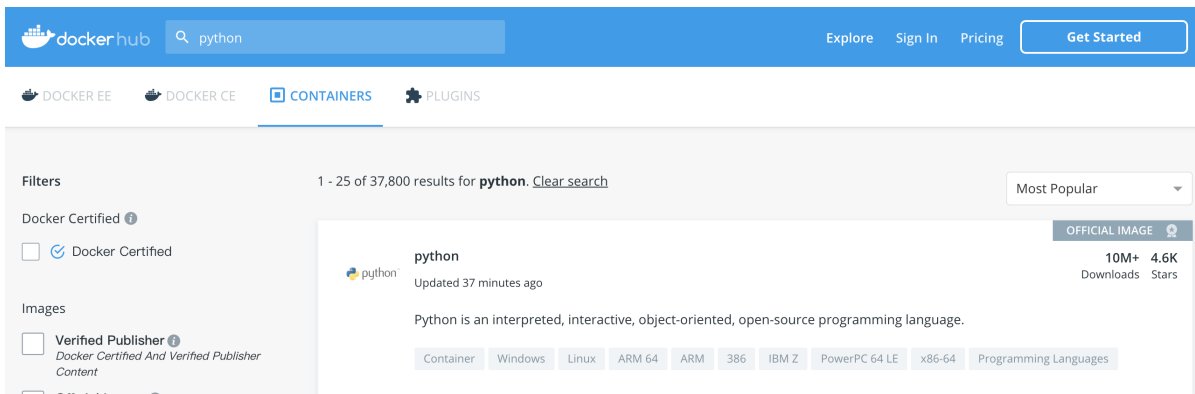 dockerhub
python
Explore Sign In Pricing Get Started
DOCKER EE DOCKER CE CONTAINERS PLUGINS
Filters
1 - 25 of 37,800 results for python. Clear search
Most Popular
Docker Certified
Docker Certified
OFFICIAL IMAGE
python
python
Updated 37 minutes ago
10M+ 4.6K
Downloads Stars
Images
Python is an interpreted, interactive, object-oriented, open-source programming language.
Verified Publisher
Docker Certified And Verified Publisher
Content
Container Windows Linux ARM 64 ARM 386 IBM Z PowerPC 64 LE x86-64 Programming Languages